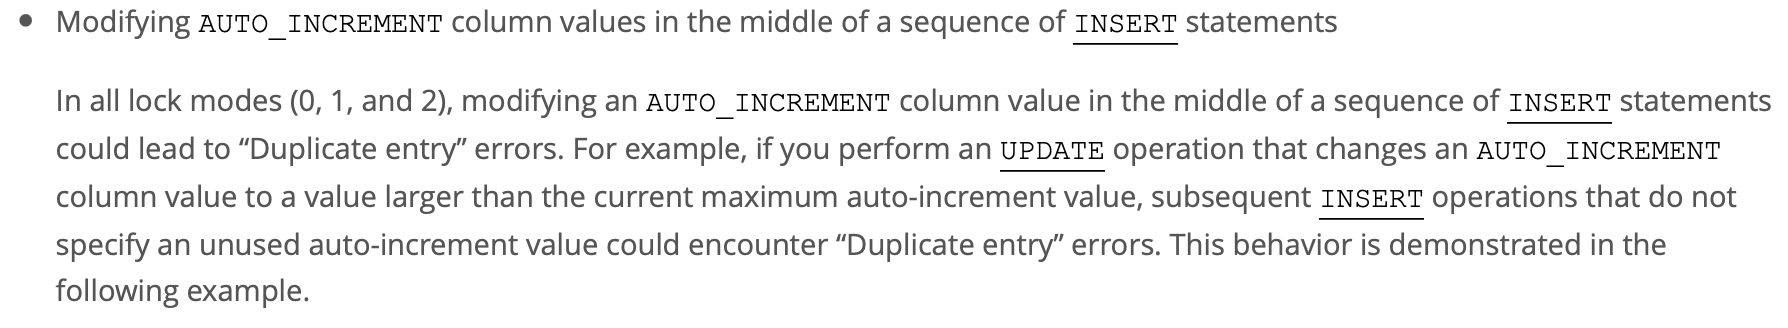 • Modifying AUTO_INCREMENT column values in the middle of a sequence of INSERT statements
In all lock modes (0, 1, and 2), modifying an AUTO_INCREMENT column value in the middle of a sequence of INSERT statements
could lead to “Duplicate entry” errors. For example, if you perform an UPDATE operation that changes an AUTO_INCREMENT
column value to a value larger than the current maximum auto-increment value, subsequent INSERT operations that do not
specify an unused auto-increment value could encounter “Duplicate entry” errors. This behavior is demonstrated in the
following example.